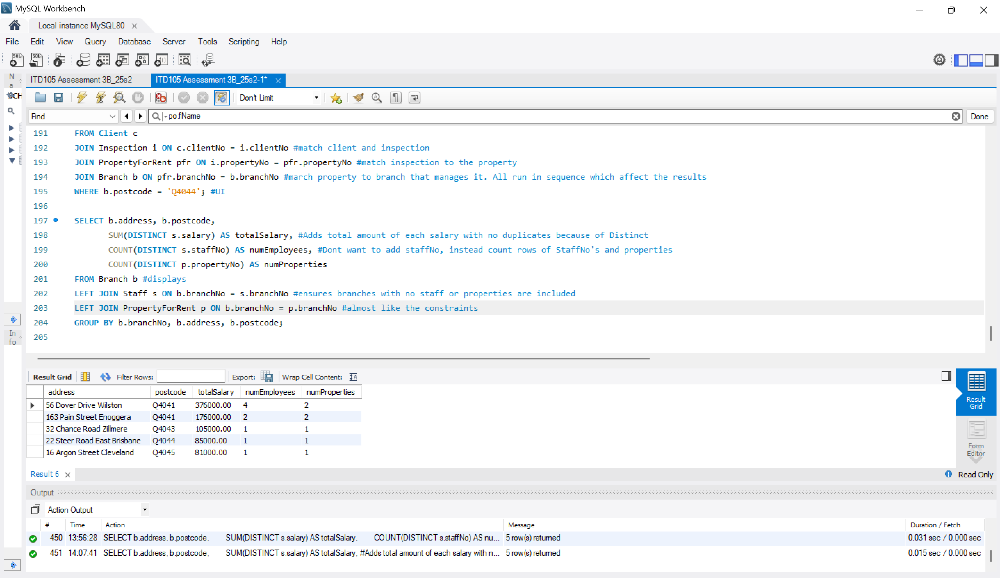 MySQL Workbench
Local instance MySQL80
File Edit View Query Database Server Tools Scripting Help
Na
SCH
ITD105 Assessment 3B_25s2
ITD105 Assessment 3B_25s2-1*
Don't Limit
Find
po.fName
Done
191 FROM Client c
192 JOIN Inspection i ON c.clientNo = i.clientNo #match client and inspection
193 JOIN PropertyForRent pfr ON i.propertyNo = pfr.propertyNo #match inspection to the property
194 JOIN Branch b ON pfr.branchNo = b.branchNo #march property to branch that manages it. All run in sequence which affect the results
195 WHERE b.postcode = 'Q4044'; #UI
196
197 SELECT b.address, b.postcode,
198 SUM(DISTINCT s.salary) AS totalSalary, #Adds total amount of each salary with no duplicates because of Distinct
199 COUNT(DISTINCT s.staffNo) AS numEmployees, #Dont want to add staffNo, instead count rows of StaffNo's and properties
200 COUNT(DISTINCT p.propertyNo) AS numProperties
201 FROM Branch b #displays
202 LEFT JOIN Staff s ON b.branchNo = s.branchNo #ensures branches with no staff or properties are included
203 LEFT JOIN PropertyForRent p ON b.branchNo = p.branchNo #almost like the constraints
204 GROUP BY b.branchNo, b.address, b.postcode;
205
Info
Result Grid Filter Rows: Export: Wrap Cell Content:
address postcode totalSalary numEmployees numProperties
56 Dover Drive Wilston Q4041 376000.00 4 2
163 Pain Street Enoggera Q4041 176000.00 2 2
32 Chance Road Zillmere Q4043 105000.00 1 1
22 Steer Road East Brisbane Q4044 85000.00 1 1
16 Argon Street Cleveland Q4045 81000.00 1 1
Result Grid
Form Editor
Result 6
Read Only
Output
Action Output
# Time Action Message Duration / Fetch
450 13:56:28 SELECT b.address, b.postcode, SUM(DISTINCT s.salary) AS totalSalary, COUNT(DISTINCT s.staffNo) AS nu... 5 row(s) returned 0.031 sec / 0.000 sec
451 14:07:41 SELECT b.address, b.postcode, SUM(DISTINCT s.salary) AS totalSalary, #Adds total amount of each salary with n... 5 row(s) returned 0.015 sec / 0.000 sec